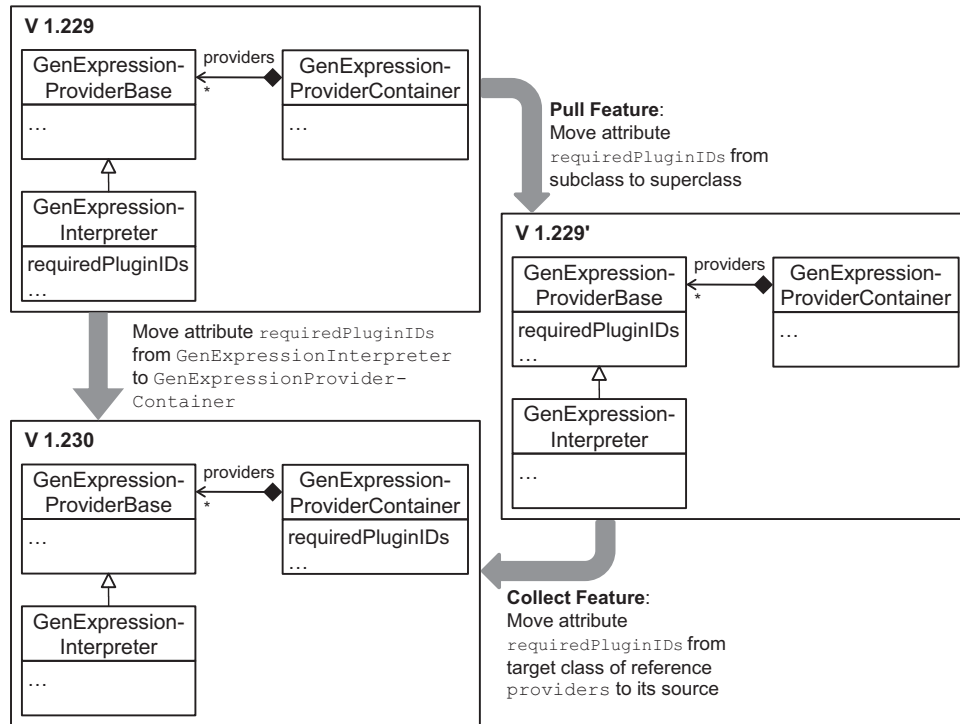 V 1.229
GenExpression-
ProviderBase
…
providers
*
GenExpression-
ProviderContainer
…
GenExpression-
Interpreter
requiredPluginIDs
…
Pull Feature:
Move attribute
requiredPluginIDs from
subclass to superclass
V 1.229'
GenExpression-
ProviderBase
requiredPluginIDs
…
providers
*
GenExpression-
ProviderContainer
…
GenExpression-
Interpreter
…
Move attribute requiredPluginIDs
from GenExpressionInterpreter
to GenExpressionProvider-
Container
V 1.230
GenExpression-
ProviderBase
…
providers
*
GenExpression-
ProviderContainer
requiredPluginIDs
…
GenExpression-
Interpreter
…
Collect Feature:
Move attribute
requiredPluginIDs from
target class of reference
providers to its source